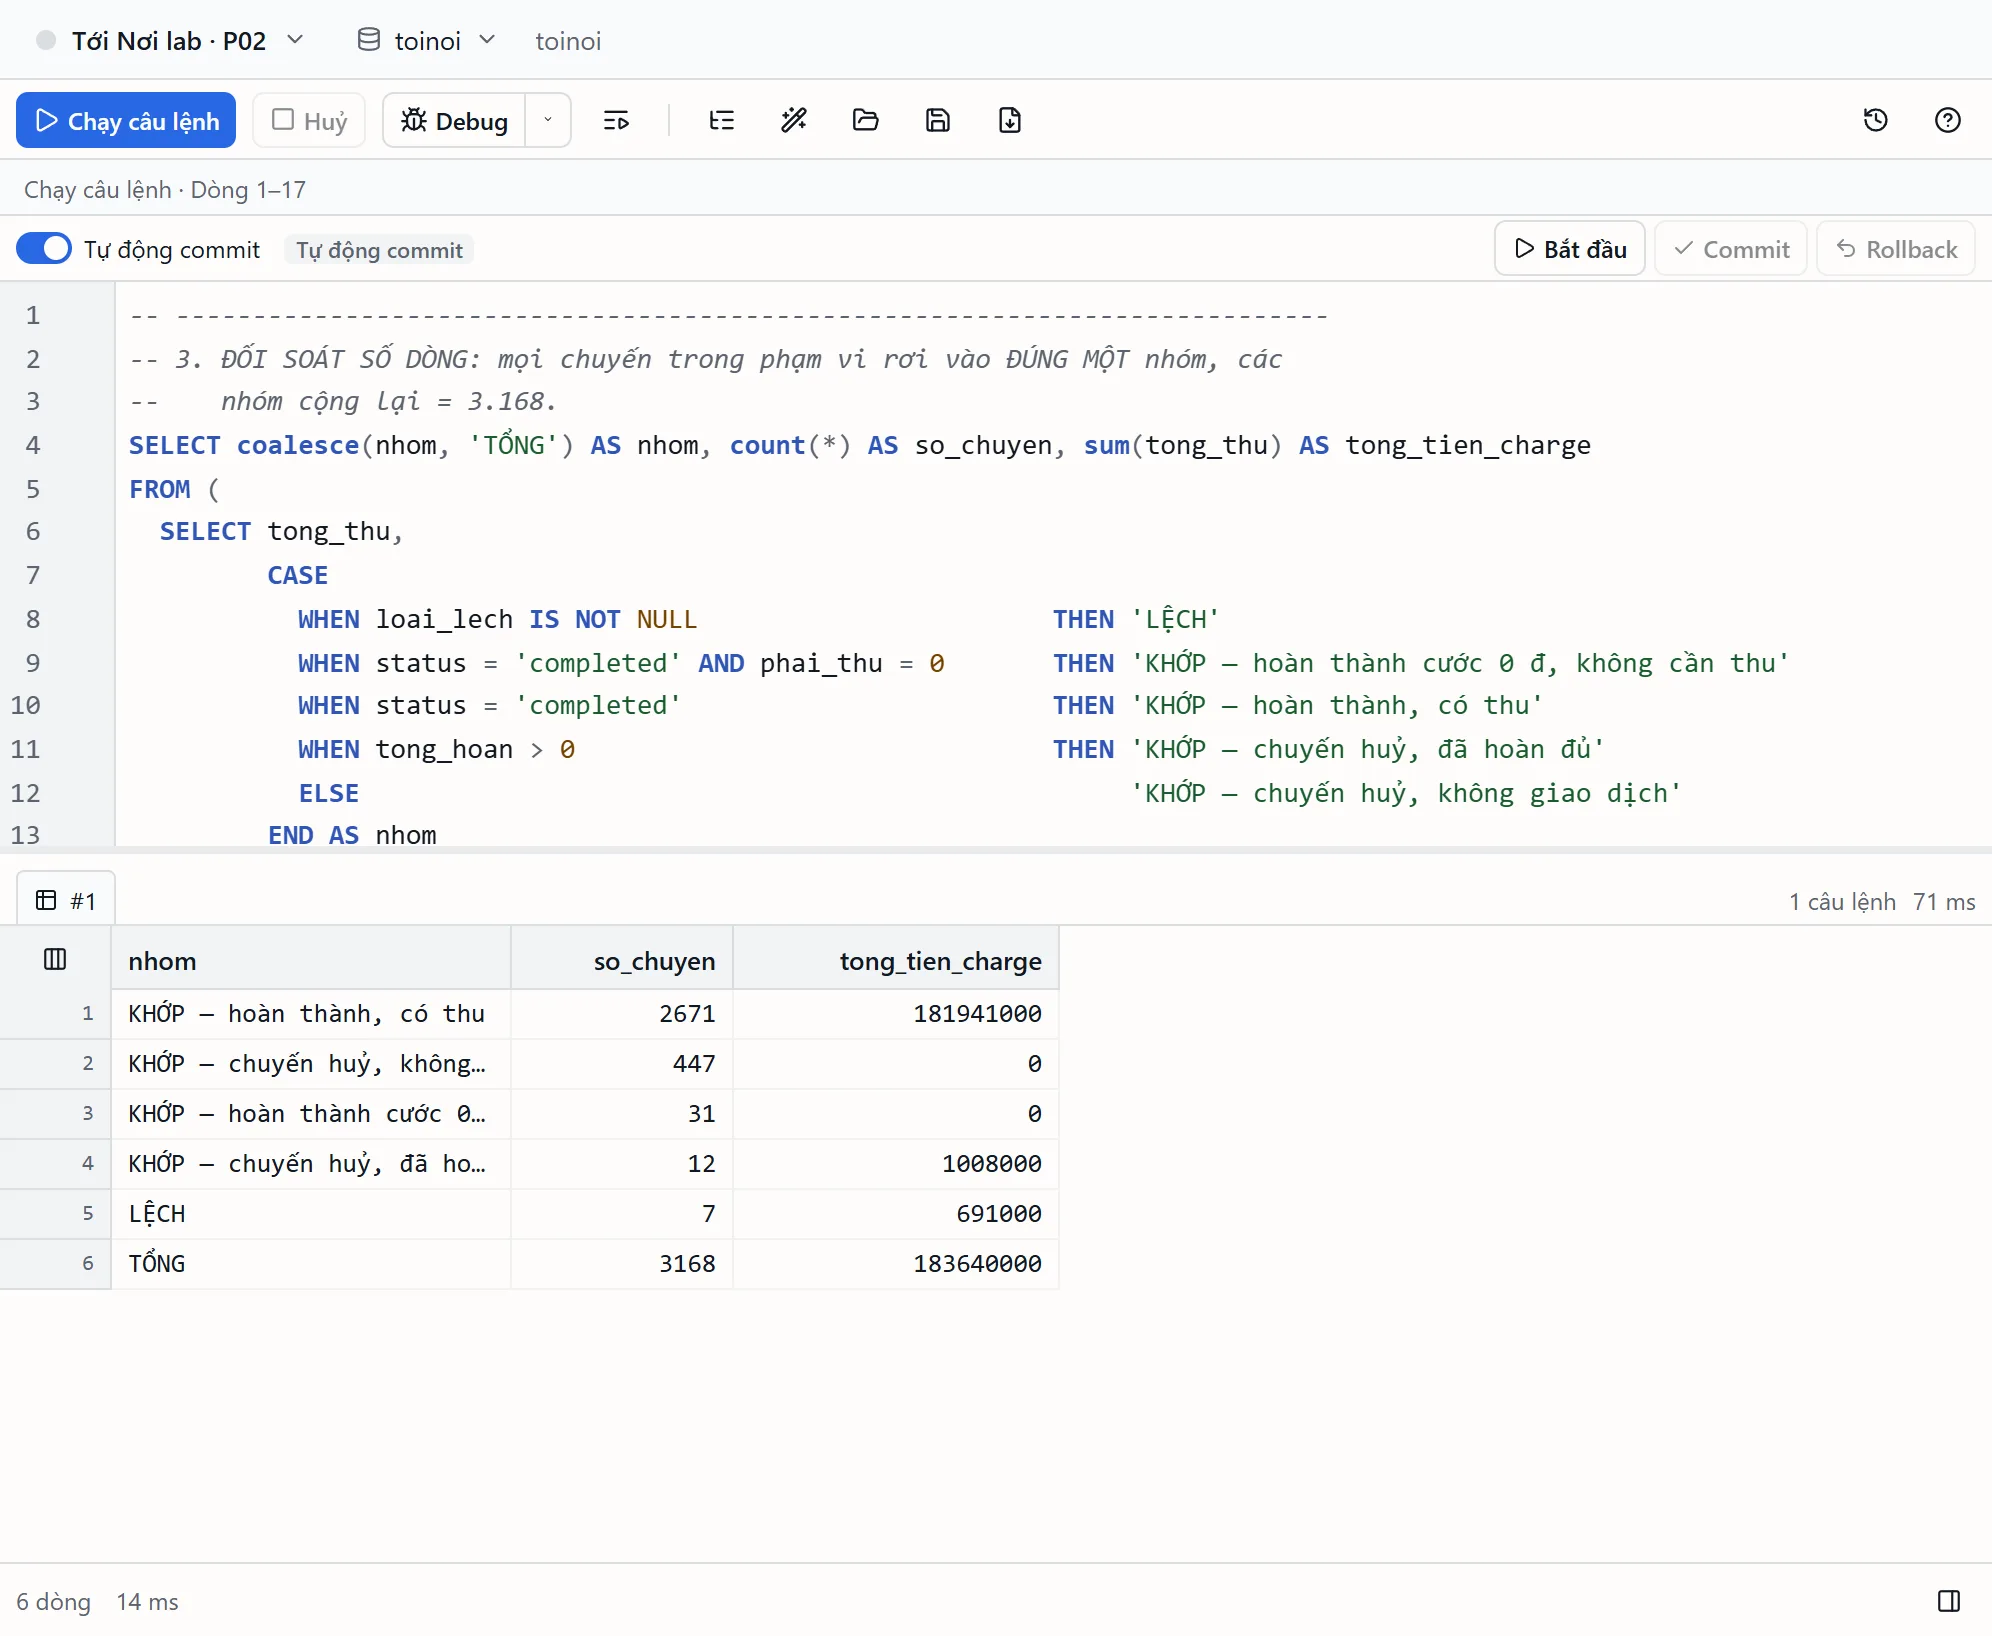 Tới Nơi lab · P02 toinoi toinoi
Chạy câu lệnh Huỷ Debug
Chạy câu lệnh · Dòng 1–17
Tự động commit Tự động commit Bắt đầu Commit Rollback
1 -- ---------------------------------------------------------------------------
2 -- 3. ĐỐI SOÁT SỐ DÒNG: mọi chuyến trong phạm vi rơi vào ĐÚNG MỘT nhóm, các
3 --    nhóm cộng lại = 3.168.
4 SELECT coalesce(nhom, 'TỔNG') AS nhom, count(*) AS so_chuyen, sum(tong_thu) AS tong_tien_charge
5 FROM (
6   SELECT tong_thu,
7          CASE
8            WHEN loai_lech IS NOT NULL                       THEN 'LỆCH'
9            WHEN status = 'completed' AND phai_thu = 0       THEN 'KHỚP — hoàn thành cước 0 đ, không cần thu'
10            WHEN status = 'completed'                        THEN 'KHỚP — hoàn thành, có thu'
11            WHEN tong_hoan > 0                               THEN 'KHỚP — chuyến huỷ, đã hoàn đủ'
12            ELSE                                                  'KHỚP — chuyến huỷ, không giao dịch'
13          END AS nhom
#1 1 câu lệnh 71 ms
nhom so_chuyen tong_tien_charge
1 KHỚP — hoàn thành, có thu 2671 181941000
2 KHỚP — chuyến huỷ, không… 447 0
3 KHỚP — hoàn thành cước 0… 31 0
4 KHỚP — chuyến huỷ, đã ho… 12 1008000
5 LỆCH 7 691000
6 TỔNG 3168 183640000
6 dòng 14 ms